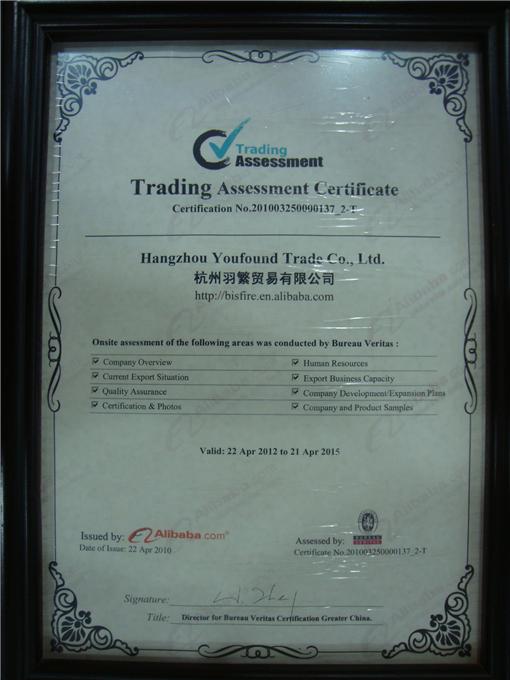 Trading
Assessment
Trading Assessment Certificate
Certification No.201003250000137_2-T
Hangzhou Youfound Trade Co., Ltd.
杭州羽繁贸易有限公司
http://bisfire.en.alibaba.com
Onsite assessment of the following areas was conducted by Bureau Veritas :
Company Overview
Human Resources
Current Export Situation
Export Business Capacity
Quality Assurance
Company Development/Expansion Plans
Certification & Photos
Company and Product Samples
Valid: 22 Apr 2012 to 21 Apr 2015
Issued by: Alibaba.com®
Date of Issue: 22 Apr 2010
Assessed by: BUREAU VERITAS
Certificate No.201003250000137_2-T
Signature:
Title: Director for Bureau Veritas Certification Greater China.